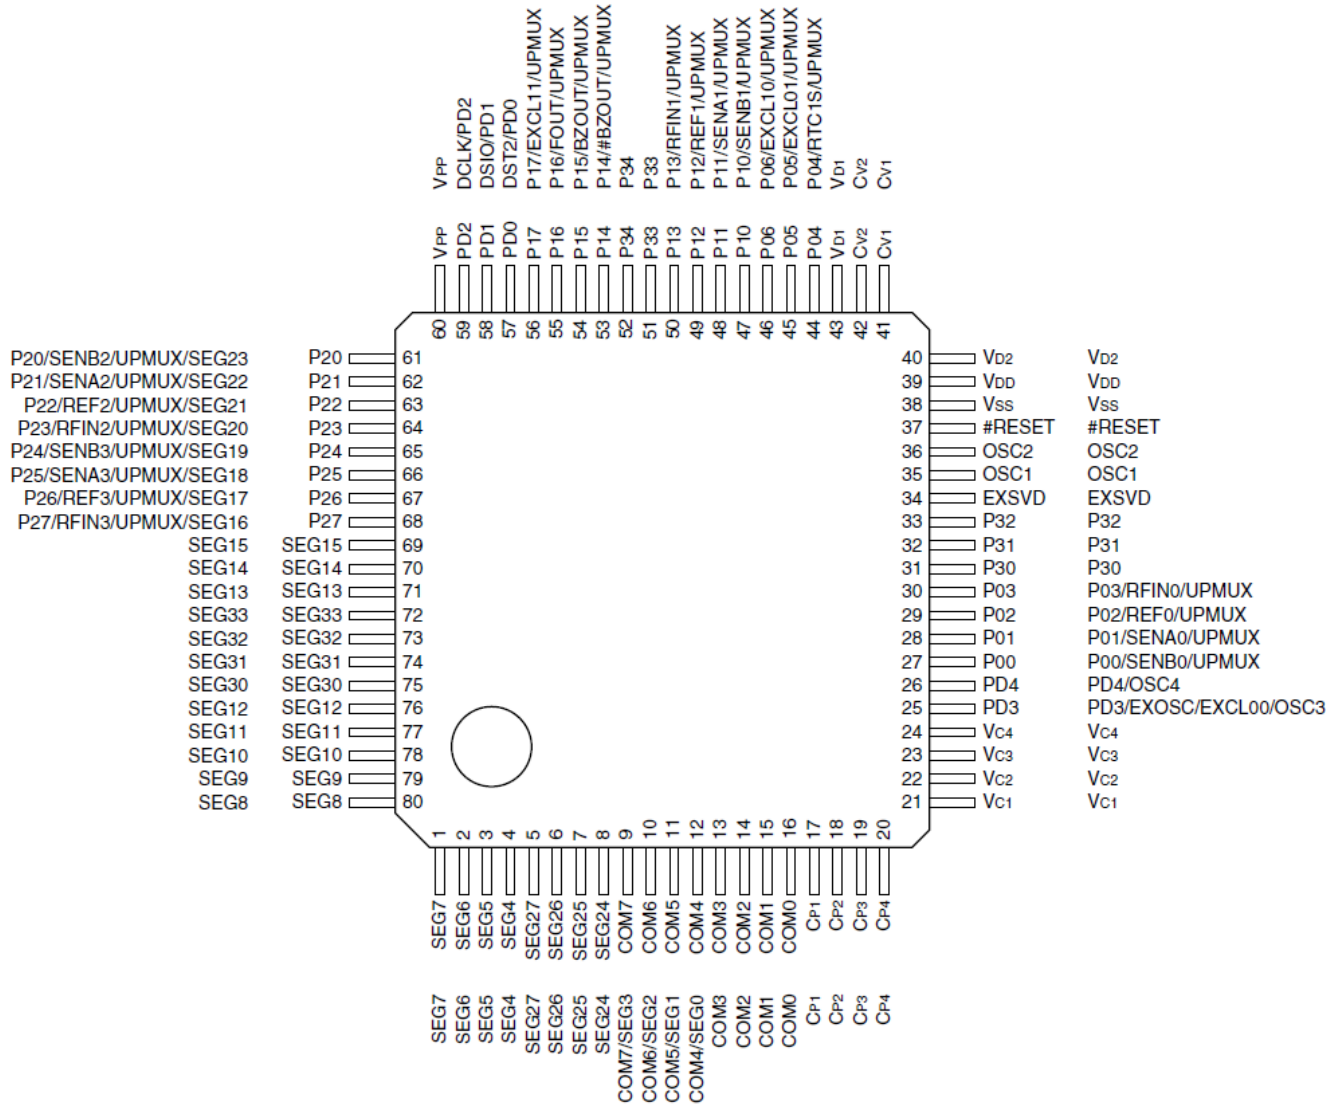 VPP
DCLK/PD2
DSIO/PD1
DST2/PD0
P17/EXCL11/UPMUX
P16/FOUT/UPMUX
P15/BZOUT/UPMUX
P14/#BZOUT/UPMUX
P34
P33
P13/RFIN1/UPMUX
P12/REF1/UPMUX
P11/SENA1/UPMUX
P10/SENB1/UPMUX
P06/EXCL10/UPMUX
P05/EXCL01/UPMUX
P04/RTC1S/UPMUX
VD1
CV2
CV1
VPP
PD2
PD1
PD0
P17
P16
P15
P14
P34
P33
P13
P12
P11
P10
P06
P05
P04
VD1
CV2
CV1
60
59
58
57
56
55
54
53
52
51
50
49
48
47
46
45
44
43
42
41
P20/SENB2/UPMUX/SEG23 P20 61
P21/SENA2/UPMUX/SEG22 P21 62
P22/REF2/UPMUX/SEG21 P22 63
P23/RFIN2/UPMUX/SEG20 P23 64
P24/SENB3/UPMUX/SEG19 P24 65
P25/SENA3/UPMUX/SEG18 P25 66
P26/REF3/UPMUX/SEG17 P26 67
P27/RFIN3/UPMUX/SEG16 P27 68
SEG15 SEG15 69
SEG14 SEG14 70
SEG13 SEG13 71
SEG33 SEG33 72
SEG32 SEG32 73
SEG31 SEG31 74
SEG30 SEG30 75
SEG12 SEG12 76
SEG11 SEG11 77
SEG10 SEG10 78
SEG9 SEG9 79
SEG8 SEG8 80
40 VD2 VD2
39 VDD VDD
38 VSS VSS
37 #RESET #RESET
36 OSC2 OSC2
35 OSC1 OSC1
34 EXSVD EXSVD
33 P32 P32
32 P31 P31
31 P30 P30
30 P03 P03/RFIN0/UPMUX
29 P02 P02/REF0/UPMUX
28 P01 P01/SENA0/UPMUX
27 P00 P00/SENB0/UPMUX
26 PD4 PD4/OSC4
25 PD3 PD3/EXOSC/EXCL00/OSC3
24 VC4 VC4
23 VC3 VC3
22 VC2 VC2
21 VC1 VC1
1
2
3
4
5
6
7
8
9
10
11
12
13
14
15
16
17
18
19
20
SEG7
SEG6
SEG5
SEG4
SEG27
SEG26
SEG25
SEG24
COM7
COM6
COM5
COM4
COM3
COM2
COM1
COM0
CP1
CP2
CP3
CP4
SEG7
SEG6
SEG5
SEG4
SEG27
SEG26
SEG25
SEG24
COM7/SEG3
COM6/SEG2
COM5/SEG1
COM4/SEG0
COM3
COM2
COM1
COM0
CP1
CP2
CP3
CP4